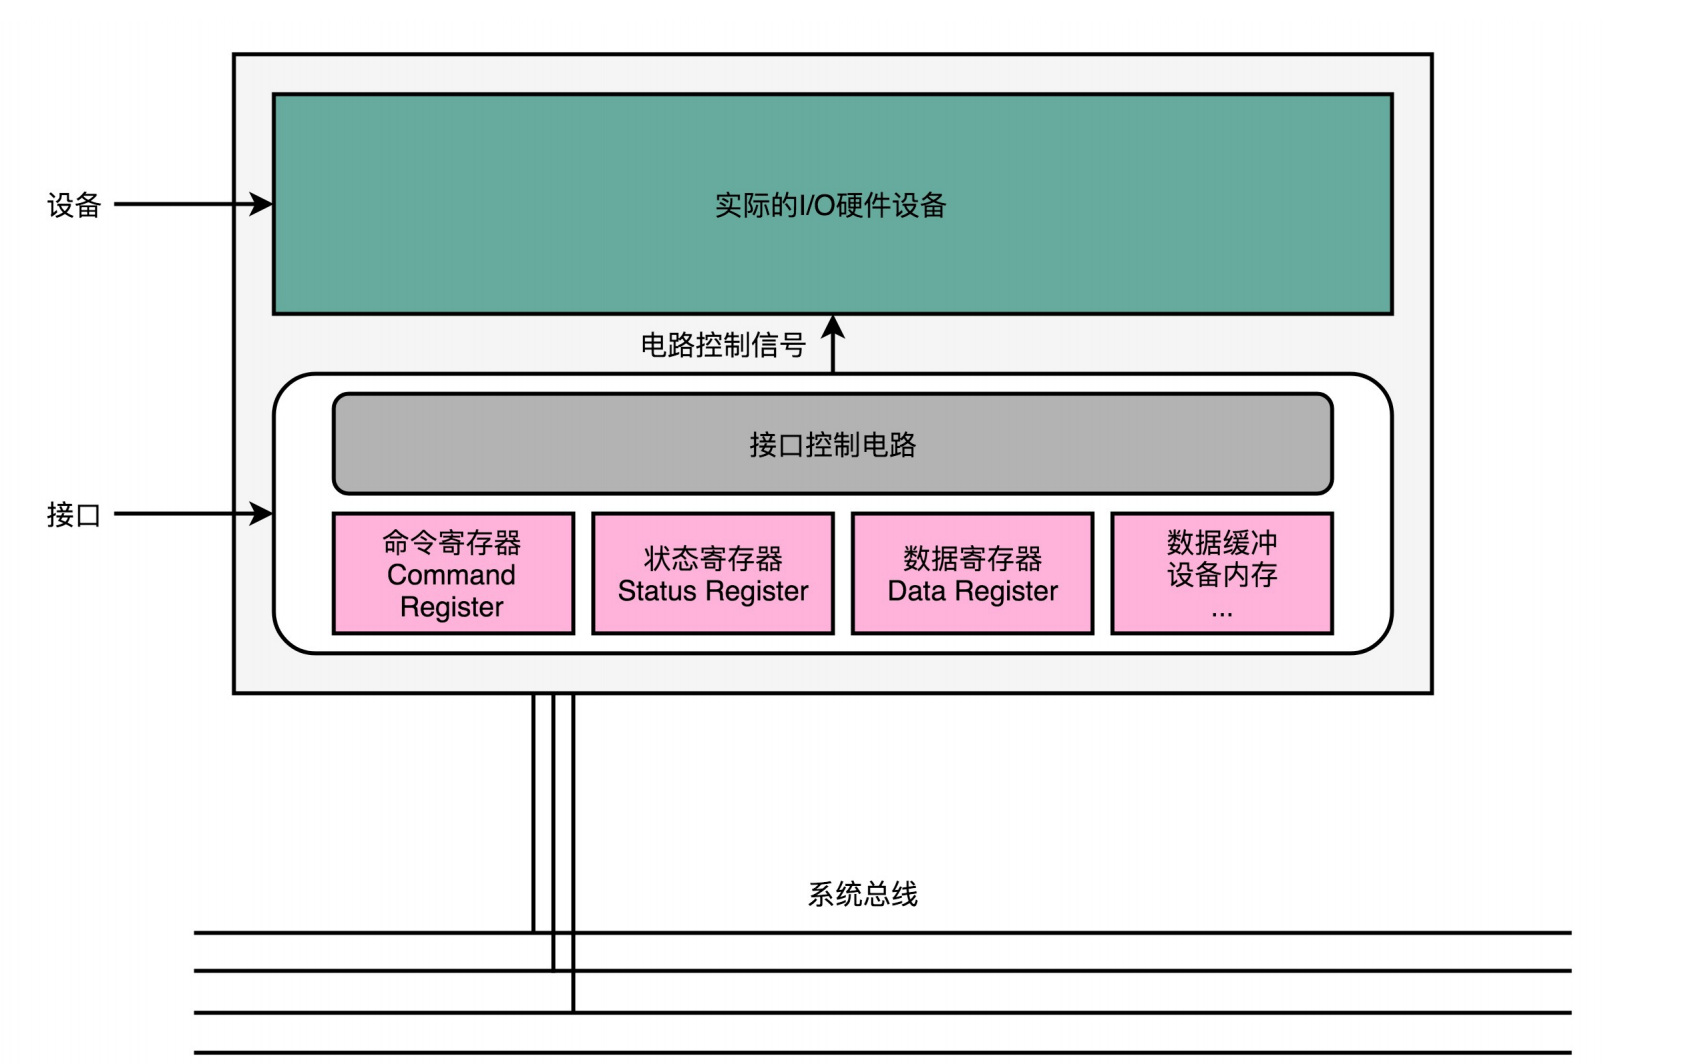 设备
实际的I/O硬件设备
电路控制信号
接口控制电路
接口
命令寄存器
Command
Register
状态寄存器
Status Register
数据寄存器
Data Register
数据缓冲
设备内存
...
系统总线